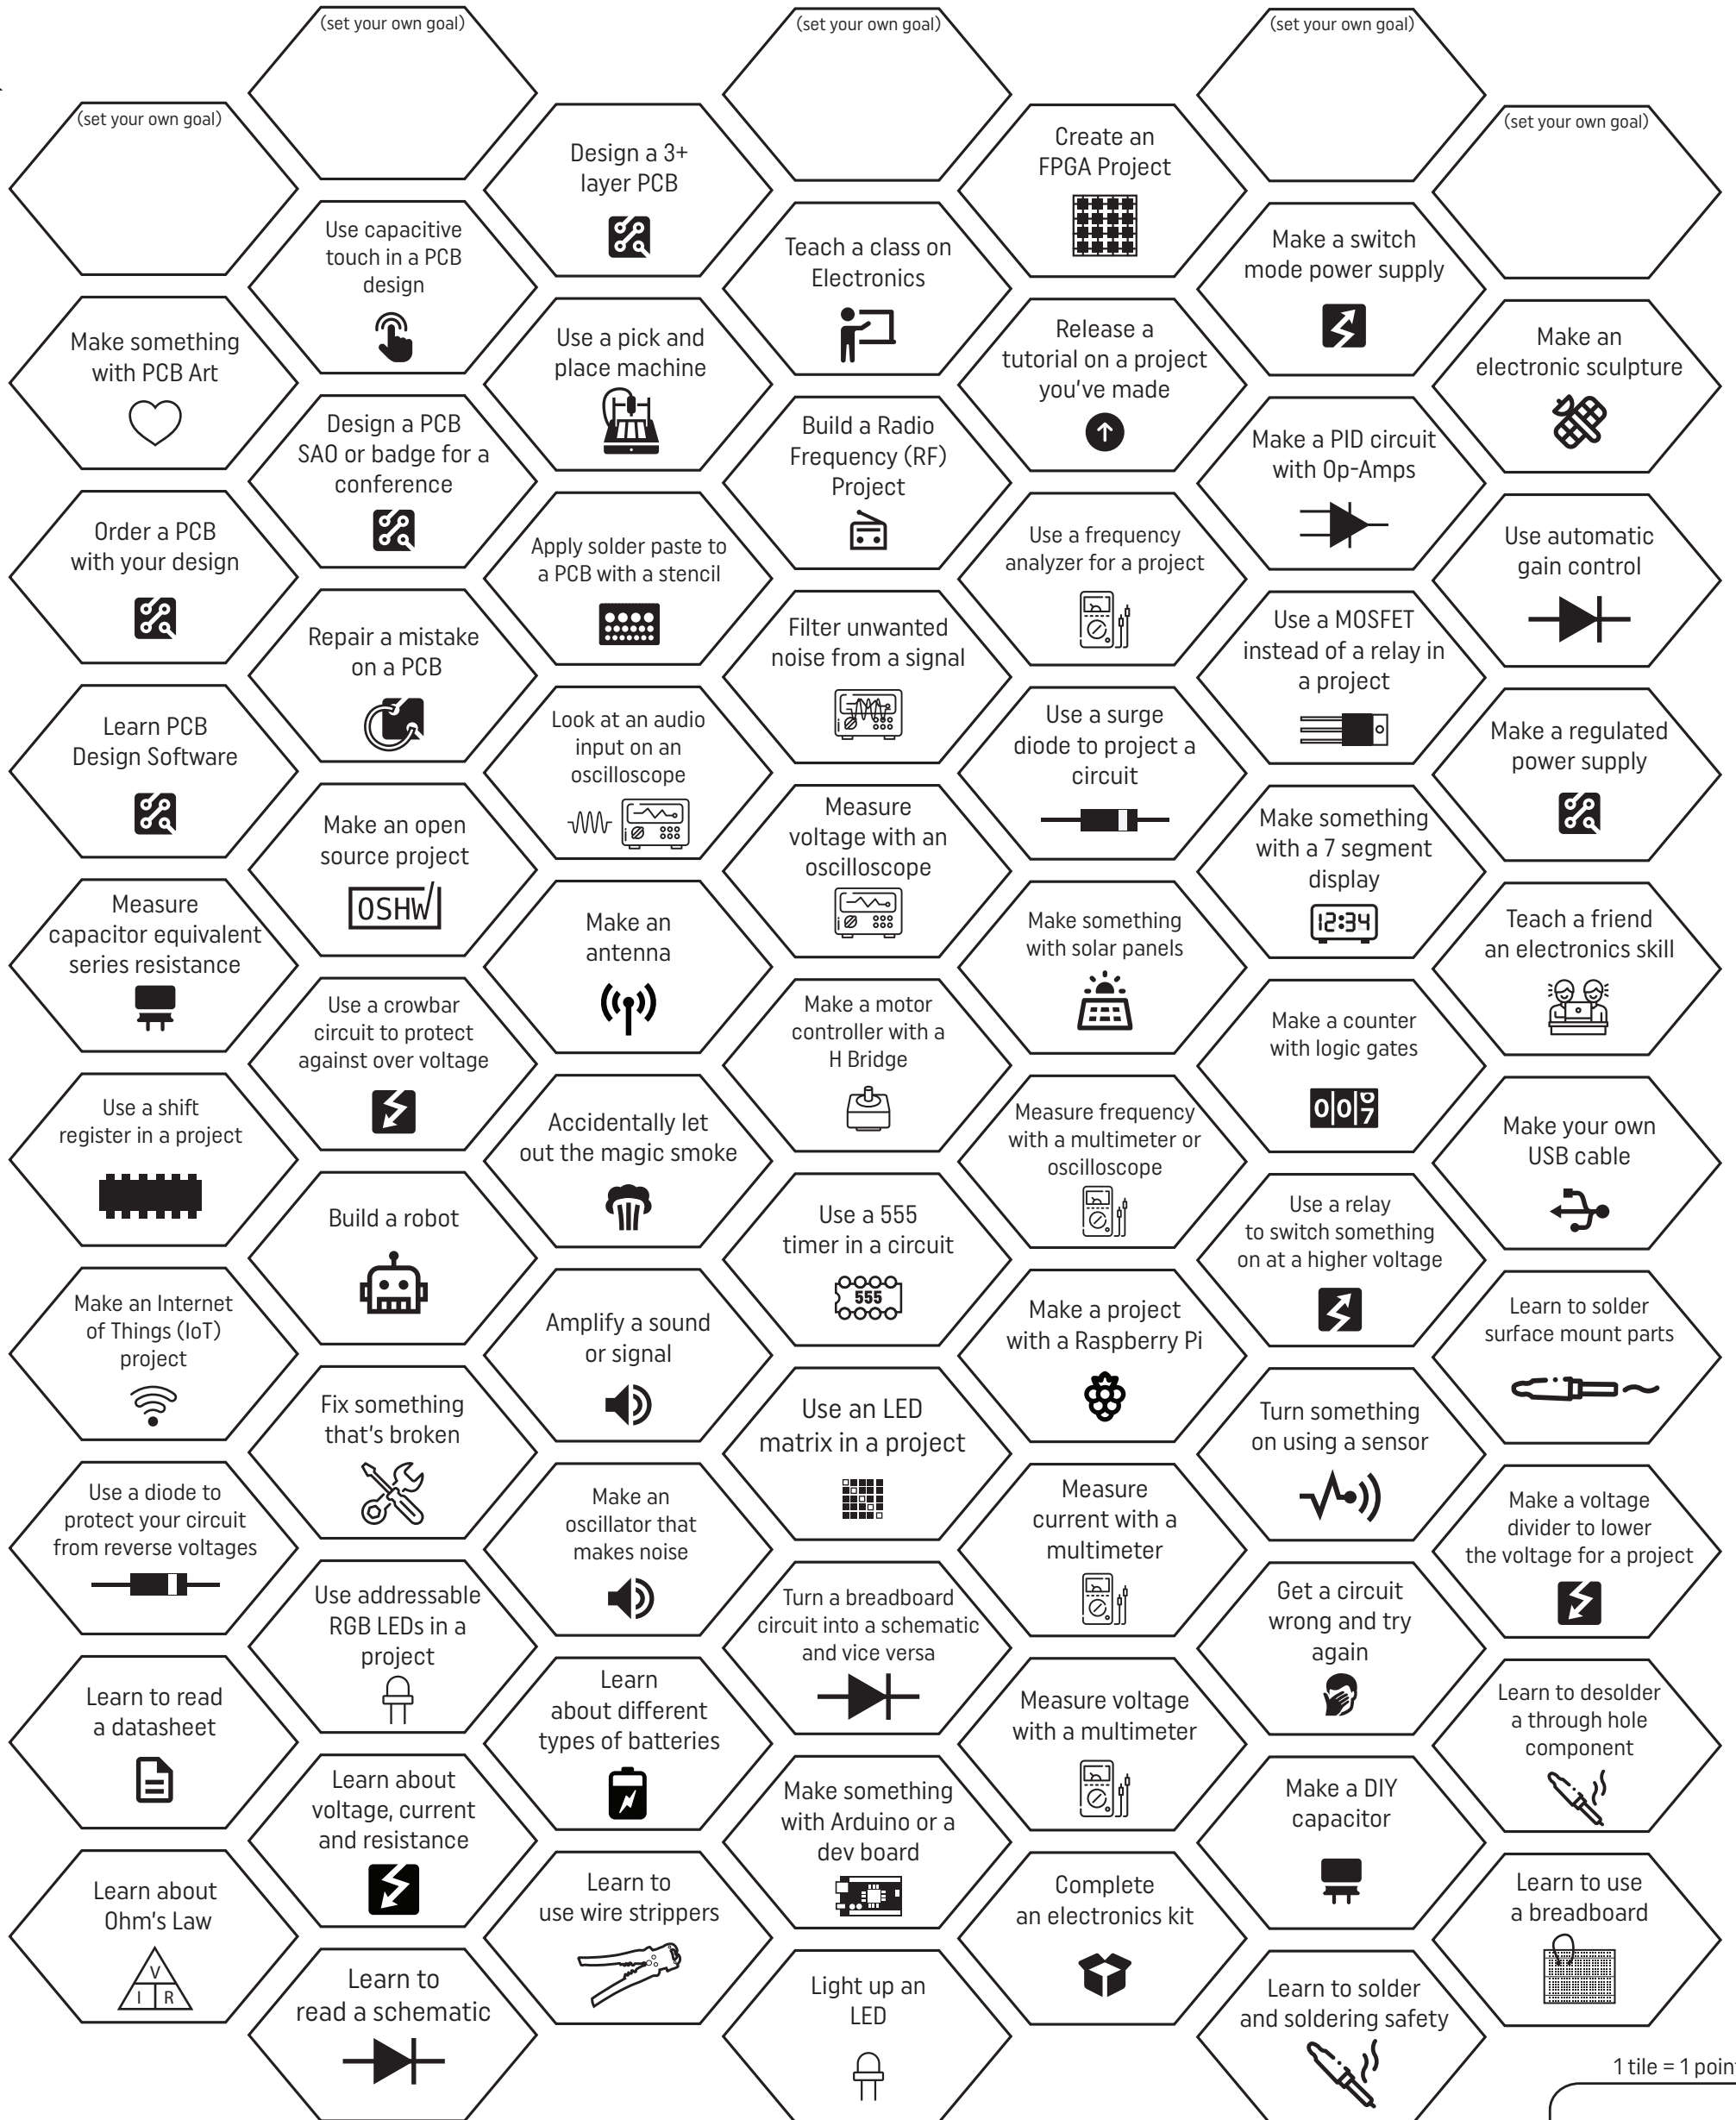 (set your own goal)
(set your own goal)
(set your own goal)
(set your own goal)
(set your own goal)
Design a 3+
layer PCB
Create an
FPGA Project
Use capacitive
touch in a PCB
design
Teach a class on
Electronics
Make a switch
mode power supply
Make something
with PCB Art
Use a pick and
place machine
Release a
tutorial on a project
you've made
Make an
electronic sculpture
Design a PCB
SAO or badge for a
conference
Build a Radio
Frequency (RF)
Project
Make a PID circuit
with Op-Amps
Order a PCB
with your design
Apply solder paste to
a PCB with a stencil
Use a frequency
analyzer for a project
Use automatic
gain control
Repair a mistake
on a PCB
Filter unwanted
noise from a signal
Use a MOSFET
instead of a relay in
a project
Learn PCB
Design Software
Look at an audio
input on an
oscilloscope
Use a surge
diode to project a
circuit
Make a regulated
power supply
Make an open
source project
OSHW
Measure
voltage with an
oscilloscope
Make something
with a 7 segment
display
12:34
Measure
capacitor equivalent
series resistance
Make an
antenna
Make something
with solar panels
Teach a friend
an electronics skill
Use a crowbar
circuit to protect
against over voltage
Make a motor
controller with a
H Bridge
Make a counter
with logic gates
Use a shift
register in a project
Accidentally let
out the magic smoke
Measure frequency
with a multimeter or
oscilloscope
Make your own
USB cable
Build a robot
Use a 555
timer in a circuit
555
Use a relay
to switch something
on at a higher voltage
Make an Internet
of Things (IoT)
project
Amplify a sound
or signal
Make a project
with a Raspberry Pi
Learn to solder
surface mount parts
Fix something
that's broken
Use an LED
matrix in a project
Turn something
on using a sensor
Use a diode to
protect your circuit
from reverse voltages
Make an
oscillator that
makes noise
Measure
current with a
multimeter
Make a voltage
divider to lower
the voltage for a project
Use addressable
RGB LEDs in a
project
Turn a breadboard
circuit into a schematic
and vice versa
Get a circuit
wrong and try
again
Learn to read
a datasheet
Learn
about different
types of batteries
Measure voltage
with a multimeter
Learn to desolder
a through hole
component
Learn about
voltage, current
and resistance
Make something
with Arduino or a
dev board
Make a DIY
capacitor
Learn about
Ohm's Law
V
I R
Learn to
use wire strippers
Complete
an electronics kit
Learn to use
a breadboard
Learn to
read a schematic
Light up an
LED
Learn to solder
and soldering safety
1 tile = 1 point